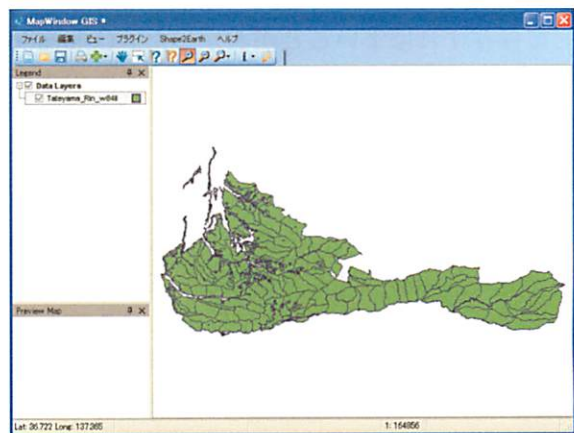 MapWindow GIS *
ファイル 編集 ビュー プラグイン Shape2Earth ヘルプ
Legend
Data Layers
Tateyama_Rin_w84ll
Preview Map
Lat: 36.722 Long: 137.365 1: 164856